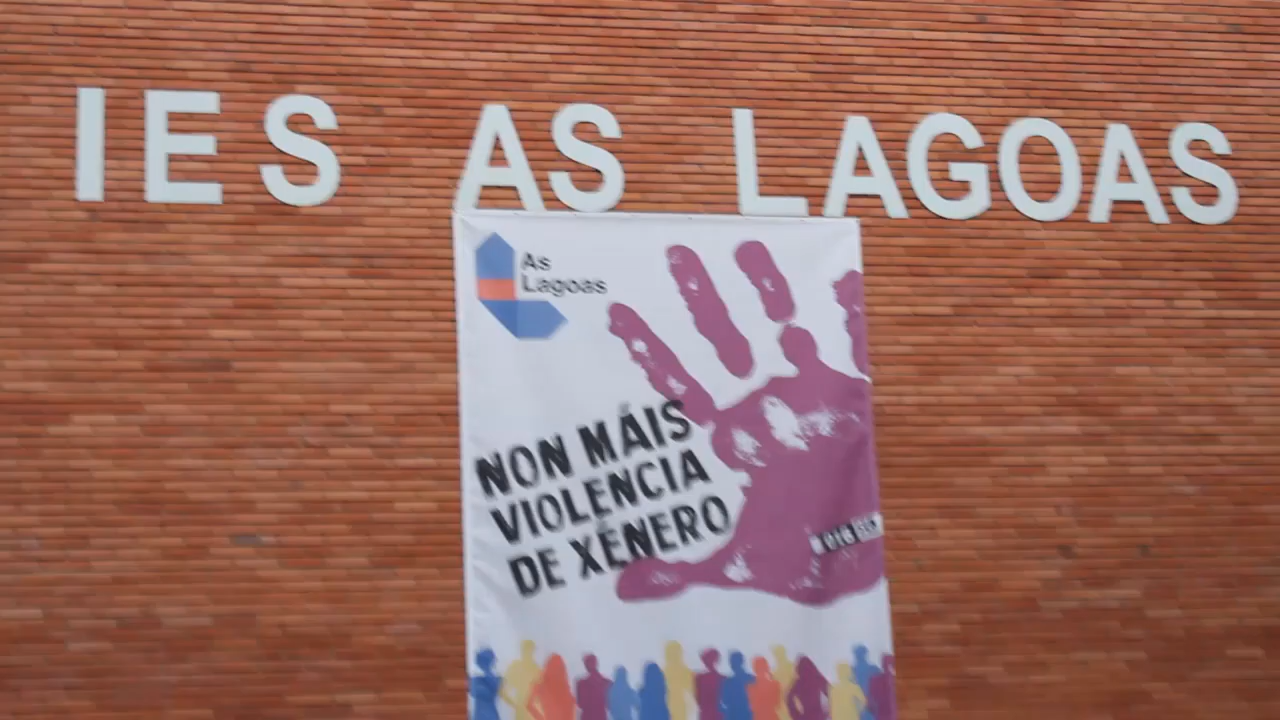 IES AS LAGOAS
As
Lagoas
NON MÁIS
VIOLENCIA
DE XÉNERO